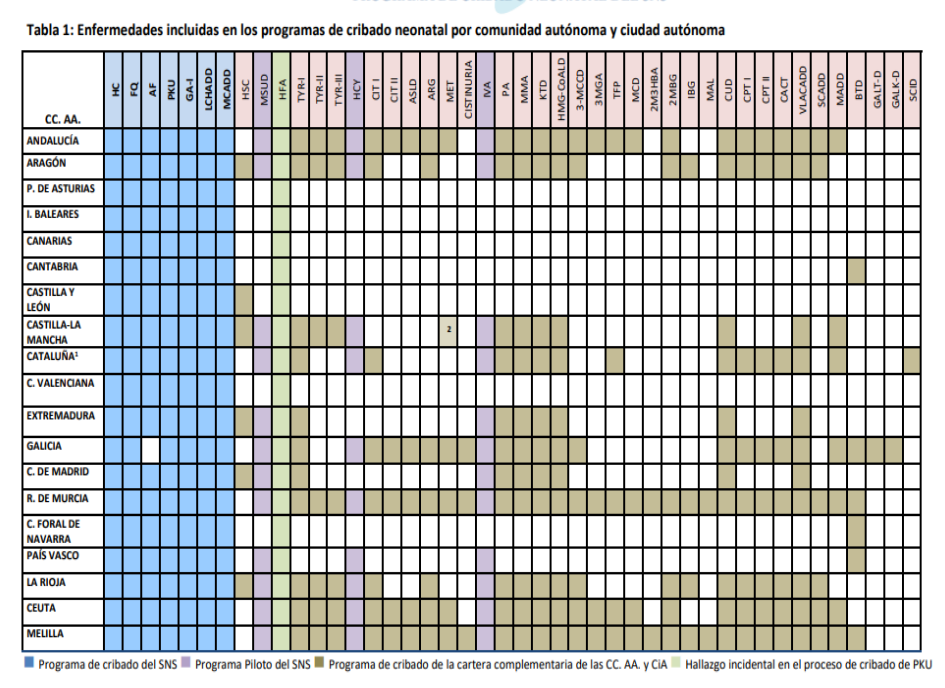 Tabla 1: Enfermedades incluidas en los programas de cribado neonatal por comunidad autónoma y ciudad autónoma
CC. AA. HC FQ AF PKU GA-I LCHADD MCADD HSC MSUD HFA TYR-I TYR-II TYR-III HCY CIT I CIT II ASLD ARG MET CISTINURIA IVA PA MMA KTD HMG-CoALD 3-MCCD 3MGA TFP MCD 2M3HBA 2MBG IBG MAL CUD CPT I CPT II CACT VLACADD SCADD MADD BTD GALT-D GALK-D SCID
ANDALUCÍA
ARAGÓN
P. DE ASTURIAS
I. BALEARES
CANARIAS
CANTABRIA
CASTILLA Y
LEÓN
CASTILLA-LA
MANCHA 2
CATALUÑA¹
C. VALENCIANA
EXTREMADURA
GALICIA
C. DE MADRID
R. DE MURCIA
C. FORAL DE
NAVARRA
PAÍS VASCO
LA RIOJA
CEUTA
MELILLA
Programa de cribado del SNS Programa Piloto del SNS Programa de cribado de la cartera complementaria de las CC. AA. y CiA Hallazgo incidental en el proceso de cribado de PKU